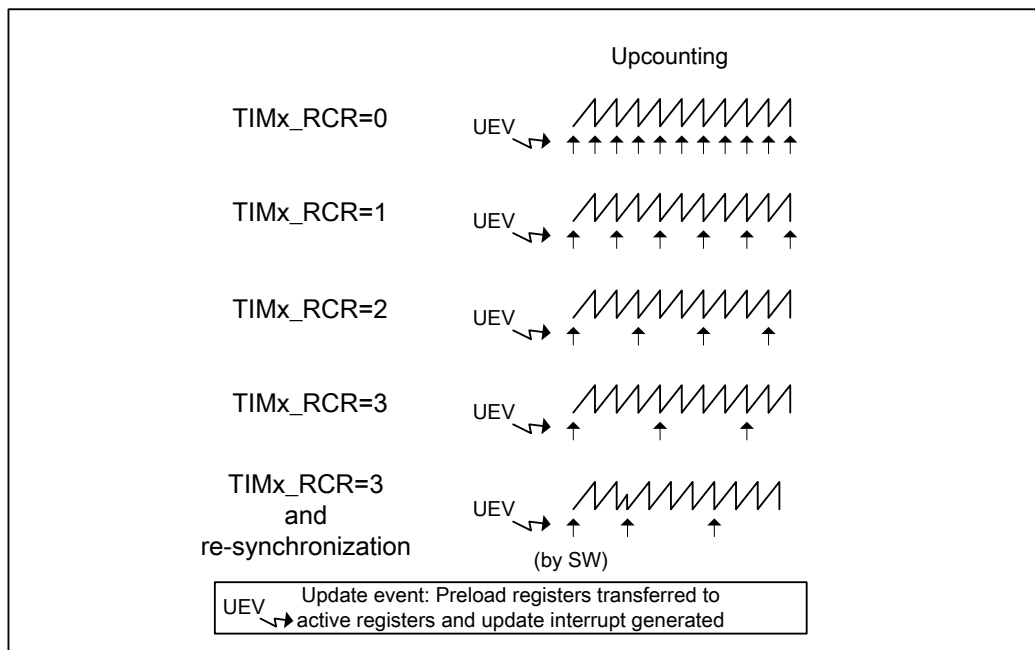 Upcounting
TIMx_RCR=0
UEV
TIMx_RCR=1
UEV
TIMx_RCR=2
UEV
TIMx_RCR=3
UEV
TIMx_RCR=3
and
re-synchronization
UEV
(by SW)
UEV
Update event: Preload registers transferred to
active registers and update interrupt generated